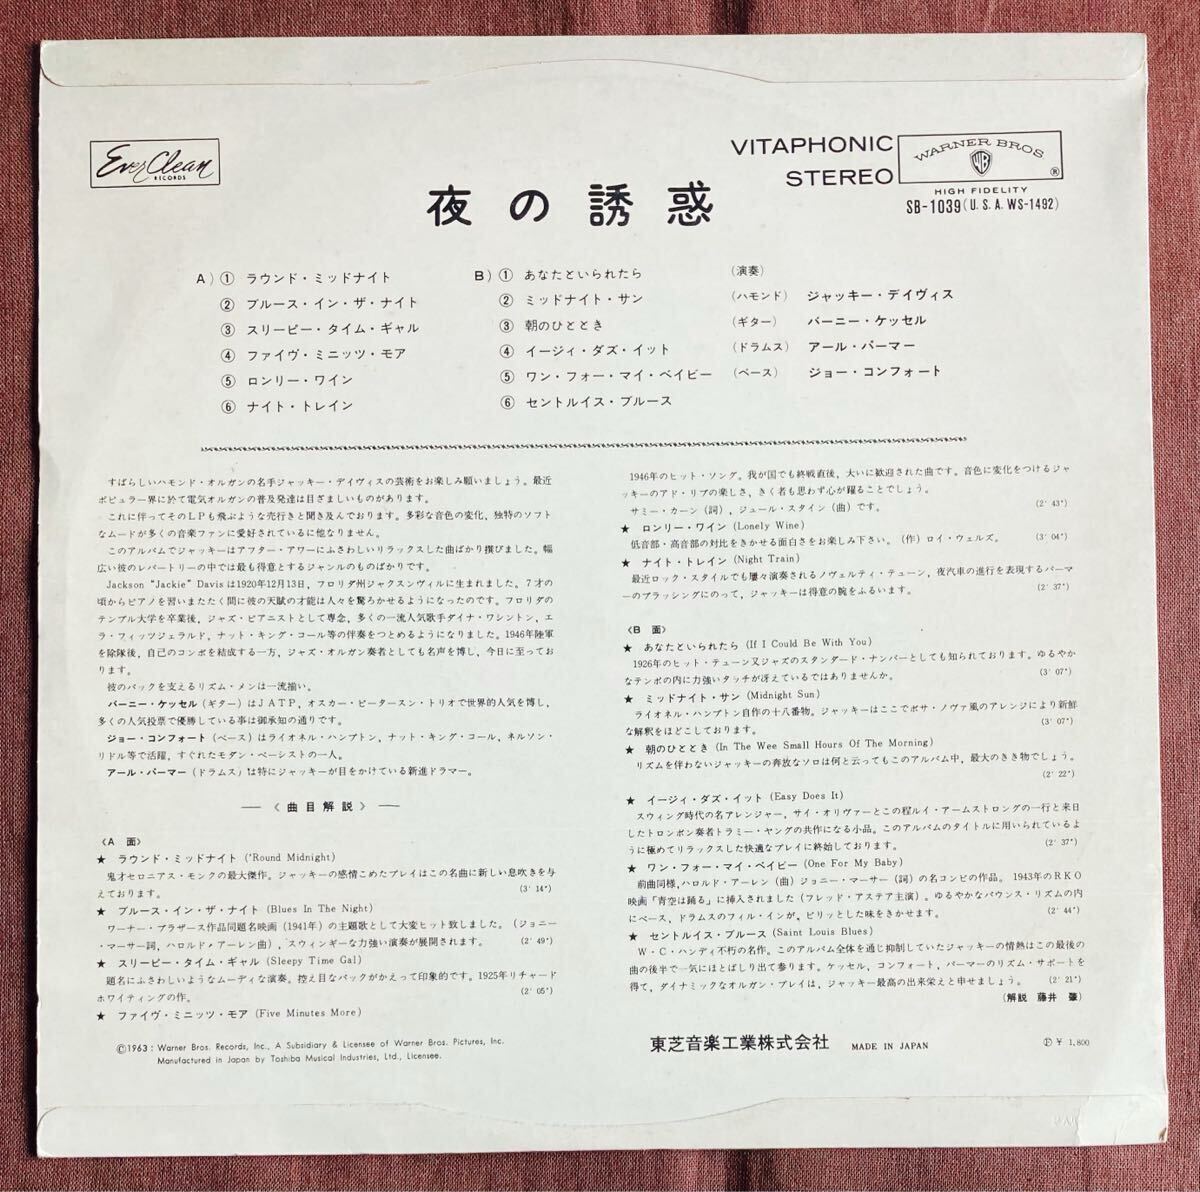 Ever Clean
RECORDS
VITAPHONIC
STEREO
WARNER BROS
WB
®
HIGH FIDELITY
SB-1039(U.S.A. WS-1492)
夜の誘惑
A) ① ラウンド・ミッドナイト
② ブルース・イン・ザ・ナイト
③ スリーピー・タイム・ギャル
④ ファイヴ・ミニッツ・モア
⑤ ロンリー・ワイン
⑥ ナイト・トレイン
B) ① あなたといられたら
② ミッドナイト・サン
③ 朝のひととき
④ イージィ・ダズ・イット
⑤ ワン・フォー・マイ・ベイビー
⑥ セントルイス・ブルース
(演奏)
(ハモンド) ジャッキー・デイヴィス
(ギター) バーニー・ケッセル
(ドラムス) アール・パーマー
(ベース) ジョー・コンフォート
すばらしいハモンド・オルガンの名手ジャッキー・デイヴィスの芸術をお楽しみ願いましょう。最近
ポピュラー界に於て電気オルガンの普及発達は目ざましいものがあります。
これに伴ってそのLPも飛ぶような売行きと聞き及んでおります。多彩な音色の変化、独特のソフト
なムードが多くの音楽ファンに愛好されているに他なりません。
このアルバムでジャッキーはアフター・アワーにふさわしいリラックスした曲ばかり撰びました。幅
広い彼のレパートリーの中では最も得意とするジャンルのものばかりです。
Jackson “Jackie” Davisは1920年12月13日、フロリダ州ジャクスンヴィルに生まれました。7才の
頃からピアノを習いまたたく間に彼の天賦の才能は人々を驚ろかせるようになったのです。フロリダの
テンプル大学を卒業後、ジャズ・ピアニストとして専念、多くの一流人気歌手ダイナ・ワシントン、エ
ラ・フィッツジェラルド、ナット・キング・コール等の伴奏をつとめるようになりました。1946年陸軍
を除隊後、自己のコンボを結成する一方、ジャズ・オルガン奏者としても名声を博し、今日に至ってお
ります。
彼のバックを支えるリズム・メンは一流揃い。
バーニー・ケッセル(ギター)はJATP、オスカー・ピータースン・トリオで世界的人気を博し、
多くの人気投票で優勝している事は御承知の通りです。
ジョー・コンフォート(ベース)はライオネル・ハンプトン、ナット・キング・コール、ネルソン・
リドル等で活躍、すぐれたモダン・ベーシストの一人。
アール・パーマー(ドラムス)は特にジャッキーが目をかけている新進ドラマー。
── 〈曲目解説〉 ──
《A 面》
★ ラウンド・ミッドナイト ('Round Midnight)
鬼才セロニアス・モンクの最大傑作。ジャッキーの感情こめたプレイはこの名曲に新しい息吹きを与
えております。 (3′14″)
★ ブルース・イン・ザ・ナイト (Blues In The Night)
ワーナー・ブラザース作品同題名映画(1941年)の主題歌として大変ヒット致しました。(ジョニー
・マーサー詞、ハロルド・アーレン曲)、スウィンギーな力強い演奏が展開されます。 (2′49″)
★ スリーピー・タイム・ギャル (Sleepy Time Gal)
題名にふさわしいようなムーディな演奏。控え目なバックがかえって印象的です。1925年リチャード
ホワイティングの作。 (2′05″)
★ ファイヴ・ミニッツ・モア (Five Minutes More)
1946年のヒット・ソング。我が国でも終戦直後、大いに歓迎された曲です。音色に変化をつけるジャ
ッキーのアド・リブの楽しさ、きく者も思わず心が躍ることでしょう。
サミー・カーン(詞)、ジュール・スタイン(曲)です。 (2′43″)
★ ロンリー・ワイン (Lonely Wine)
低音部・高音部の対比をきかせる面白さをお楽しみ下さい。(作)ロイ・ウェルズ。 (3′04″)
★ ナイト・トレイン (Night Train)
最近ロック・スタイルでも屢々演奏されるノヴェルティ・テューン、夜汽車の進行を表現するパーマ
ーのブラッシングにのって、ジャッキーは得意の腕をふるいます。 (2′37″)
《B 面》
★ あなたといられたら (If I Could Be With You)
1926年のヒット・テューン又ジャズのスタンダード・ナンバーとしても知られております。ゆるやか
なテンポの内に力強いタッチが冴えているではありませんか。 (3′07″)
★ ミッドナイト・サン (Midnight Sun)
ライオネル・ハンプトン自作の十八番物。ジャッキーはここでボサ・ノヴァ風のアレンジにより新鮮
な解釈をほどこしております。 (3′07″)
★ 朝のひととき (In The Wee Small Hours Of The Morning)
リズムを伴わないジャッキーの奔放なソロは何と云ってもこのアルバム中、最大のきき物でしょう。
(2′22″)
★ イージィ・ダズ・イット (Easy Does It)
スウィング時代の名アレンジャー、サイ・オリヴァーとこの程ルイ・アームストロングの一行と来日
したトロンボン奏者トラミー・ヤングの共作になる小品。このアルバムのタイトルに用いられているよ
うに極めてリラックスした快適なプレイに終始しております。 (2′37″)
★ ワン・フォー・マイ・ベイビー (One For My Baby)
前曲同様、ハロルド・アーレン(曲)ジョニー・マーサー(詞)の名コンビの作品。1943年のRKO
映画「青空は踊る」に挿入されました(フレッド・アステア主演)。ゆるやかなバウンス・リズムの内
にベース、ドラムスのフィル・インが、ピリッとした味をきかせます。 (2′44″)
★ セントルイス・ブルース (Saint Louis Blues)
W・C・ハンディ不朽の名作。このアルバム全体を通じ抑制していたジャッキーの情熱はこの最後の
曲の後半で一気にほとばしり出て参ります。ケッセル、コンフォート、パーマーのリズム・サポートを
得て、ダイナミックなオルガン・プレイは、ジャッキー最高の出来栄えと申せましょう。 (2′21″)
(解説 藤井 肇)
©1963: Warner Bros. Records, Inc., A Subsidiary & Licensee of Warner Bros. Pictures, Inc.
Manufactured in Japan by Toshiba Musical Industries, Ltd., Licensee.
東芝音楽工業株式会社 MADE IN JAPAN Ⓟ ¥1,800